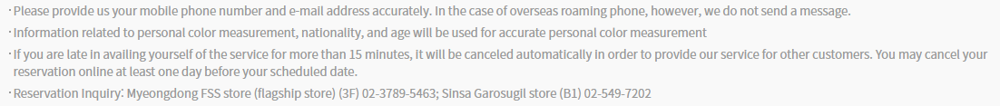 · Please provide us your mobile phone number and e-mail address accurately. In the case of overseas roaming phone, however, we do not send a message.
· Information related to personal color measurement, nationality, and age will be used for accurate personal color measurement
· If you are late in availing yourself of the service for more than 15 minutes, it will be canceled automatically in order to provide our service for other customers. You may cancel your
reservation online at least one day before your scheduled date.
· Reservation Inquiry: Myeongdong FSS store (flagship store) (3F) 02-3789-5463; Sinsa Garosugil store (B1) 02-549-7202